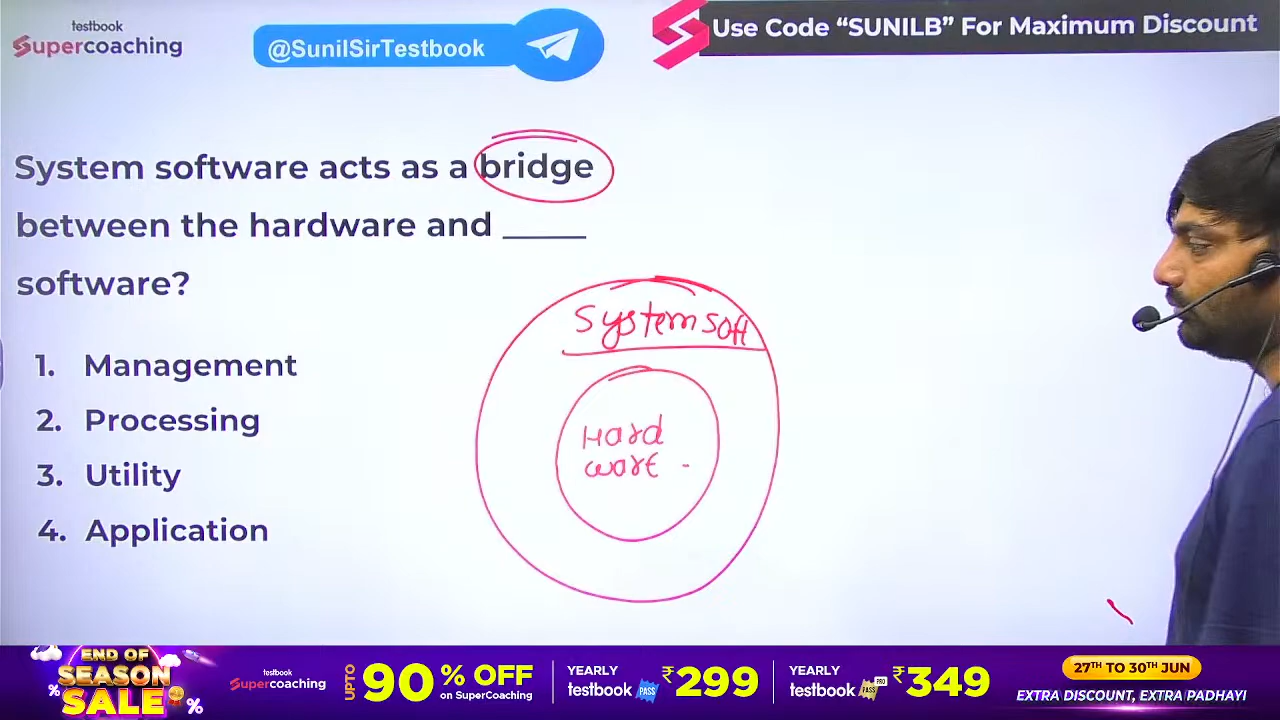 testbook
Supercoaching
@SunilSirTestbook
Use Code “SUNILB” For Maximum Discount
System software acts as a bridge
between the hardware and _____
software?
1. Management
2. Processing
3. Utility
4. Application
System soft
Hard
ware
END OF
SEASON
SALE
testbook
Supercoaching
UPTO 90% OFF
on SuperCoaching
YEARLY
testbook PASS ₹299
YEARLY
testbook PASS PRO ₹349
27TH TO 30TH JUN
EXTRA DISCOUNT, EXTRA PADHAYI